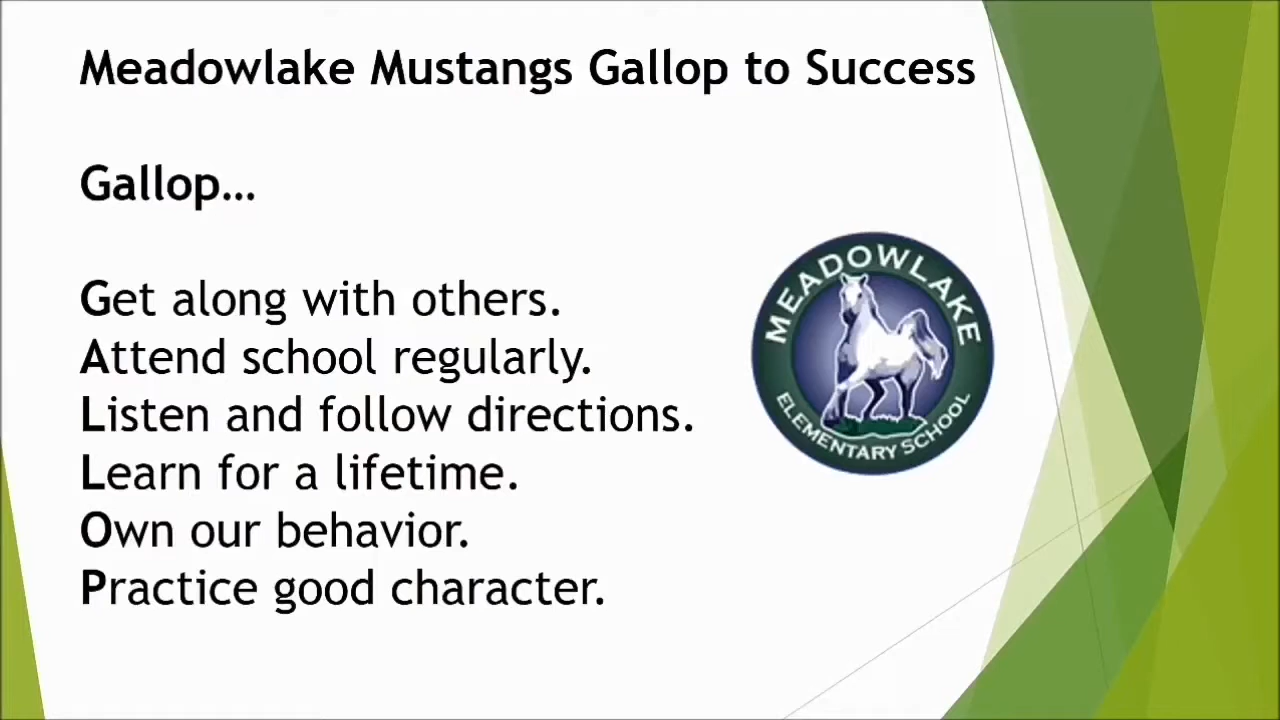 Meadowlake Mustangs Gallop to Success
Gallop…
Get along with others.
Attend school regularly.
Listen and follow directions.
Learn for a lifetime.
Own our behavior.
Practice good character.
MEADOWLAKE
ELEMENTARY SCHOOL